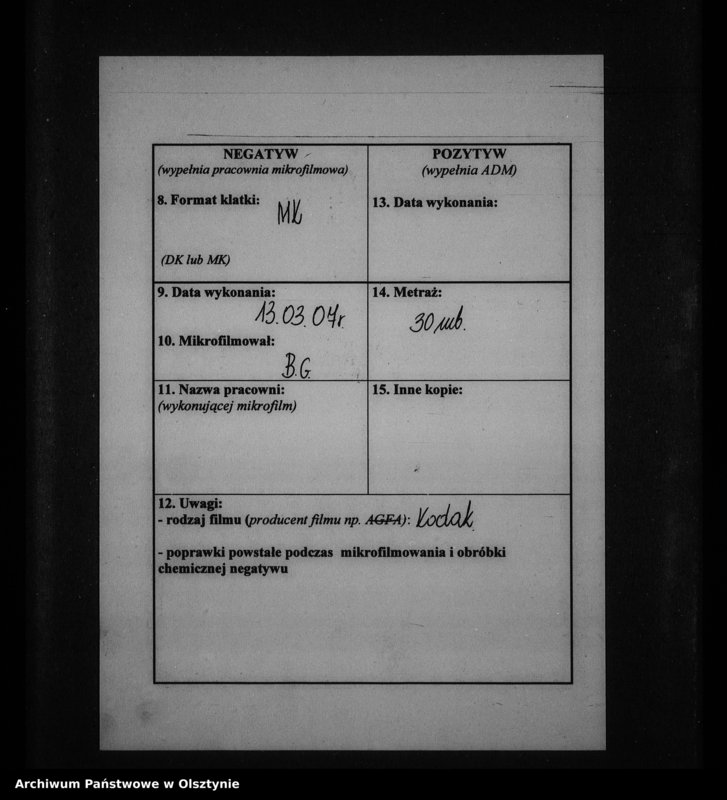 NEGATYW
(wypełnia pracownia mikrofilmowa)
8. Format klatki:
MK
(DK lub MK)
POZYTYW
(wypełnia ADM)
13. Data wykonania:
9. Data wykonania:
13.03.07r.
10. Mikrofilmował:
B.G.
14. Metraż:
30 mb.
11. Nazwa pracowni:
(wykonującej mikrofilm)
15. Inne kopie:
12. Uwagi:
- rodzaj filmu (producent filmu np. AGFA): Kodak
- poprawki powstałe podczas mikrofilmowania i obróbki
chemicznej negatywu
Archiwum Państwowe w Olsztynie